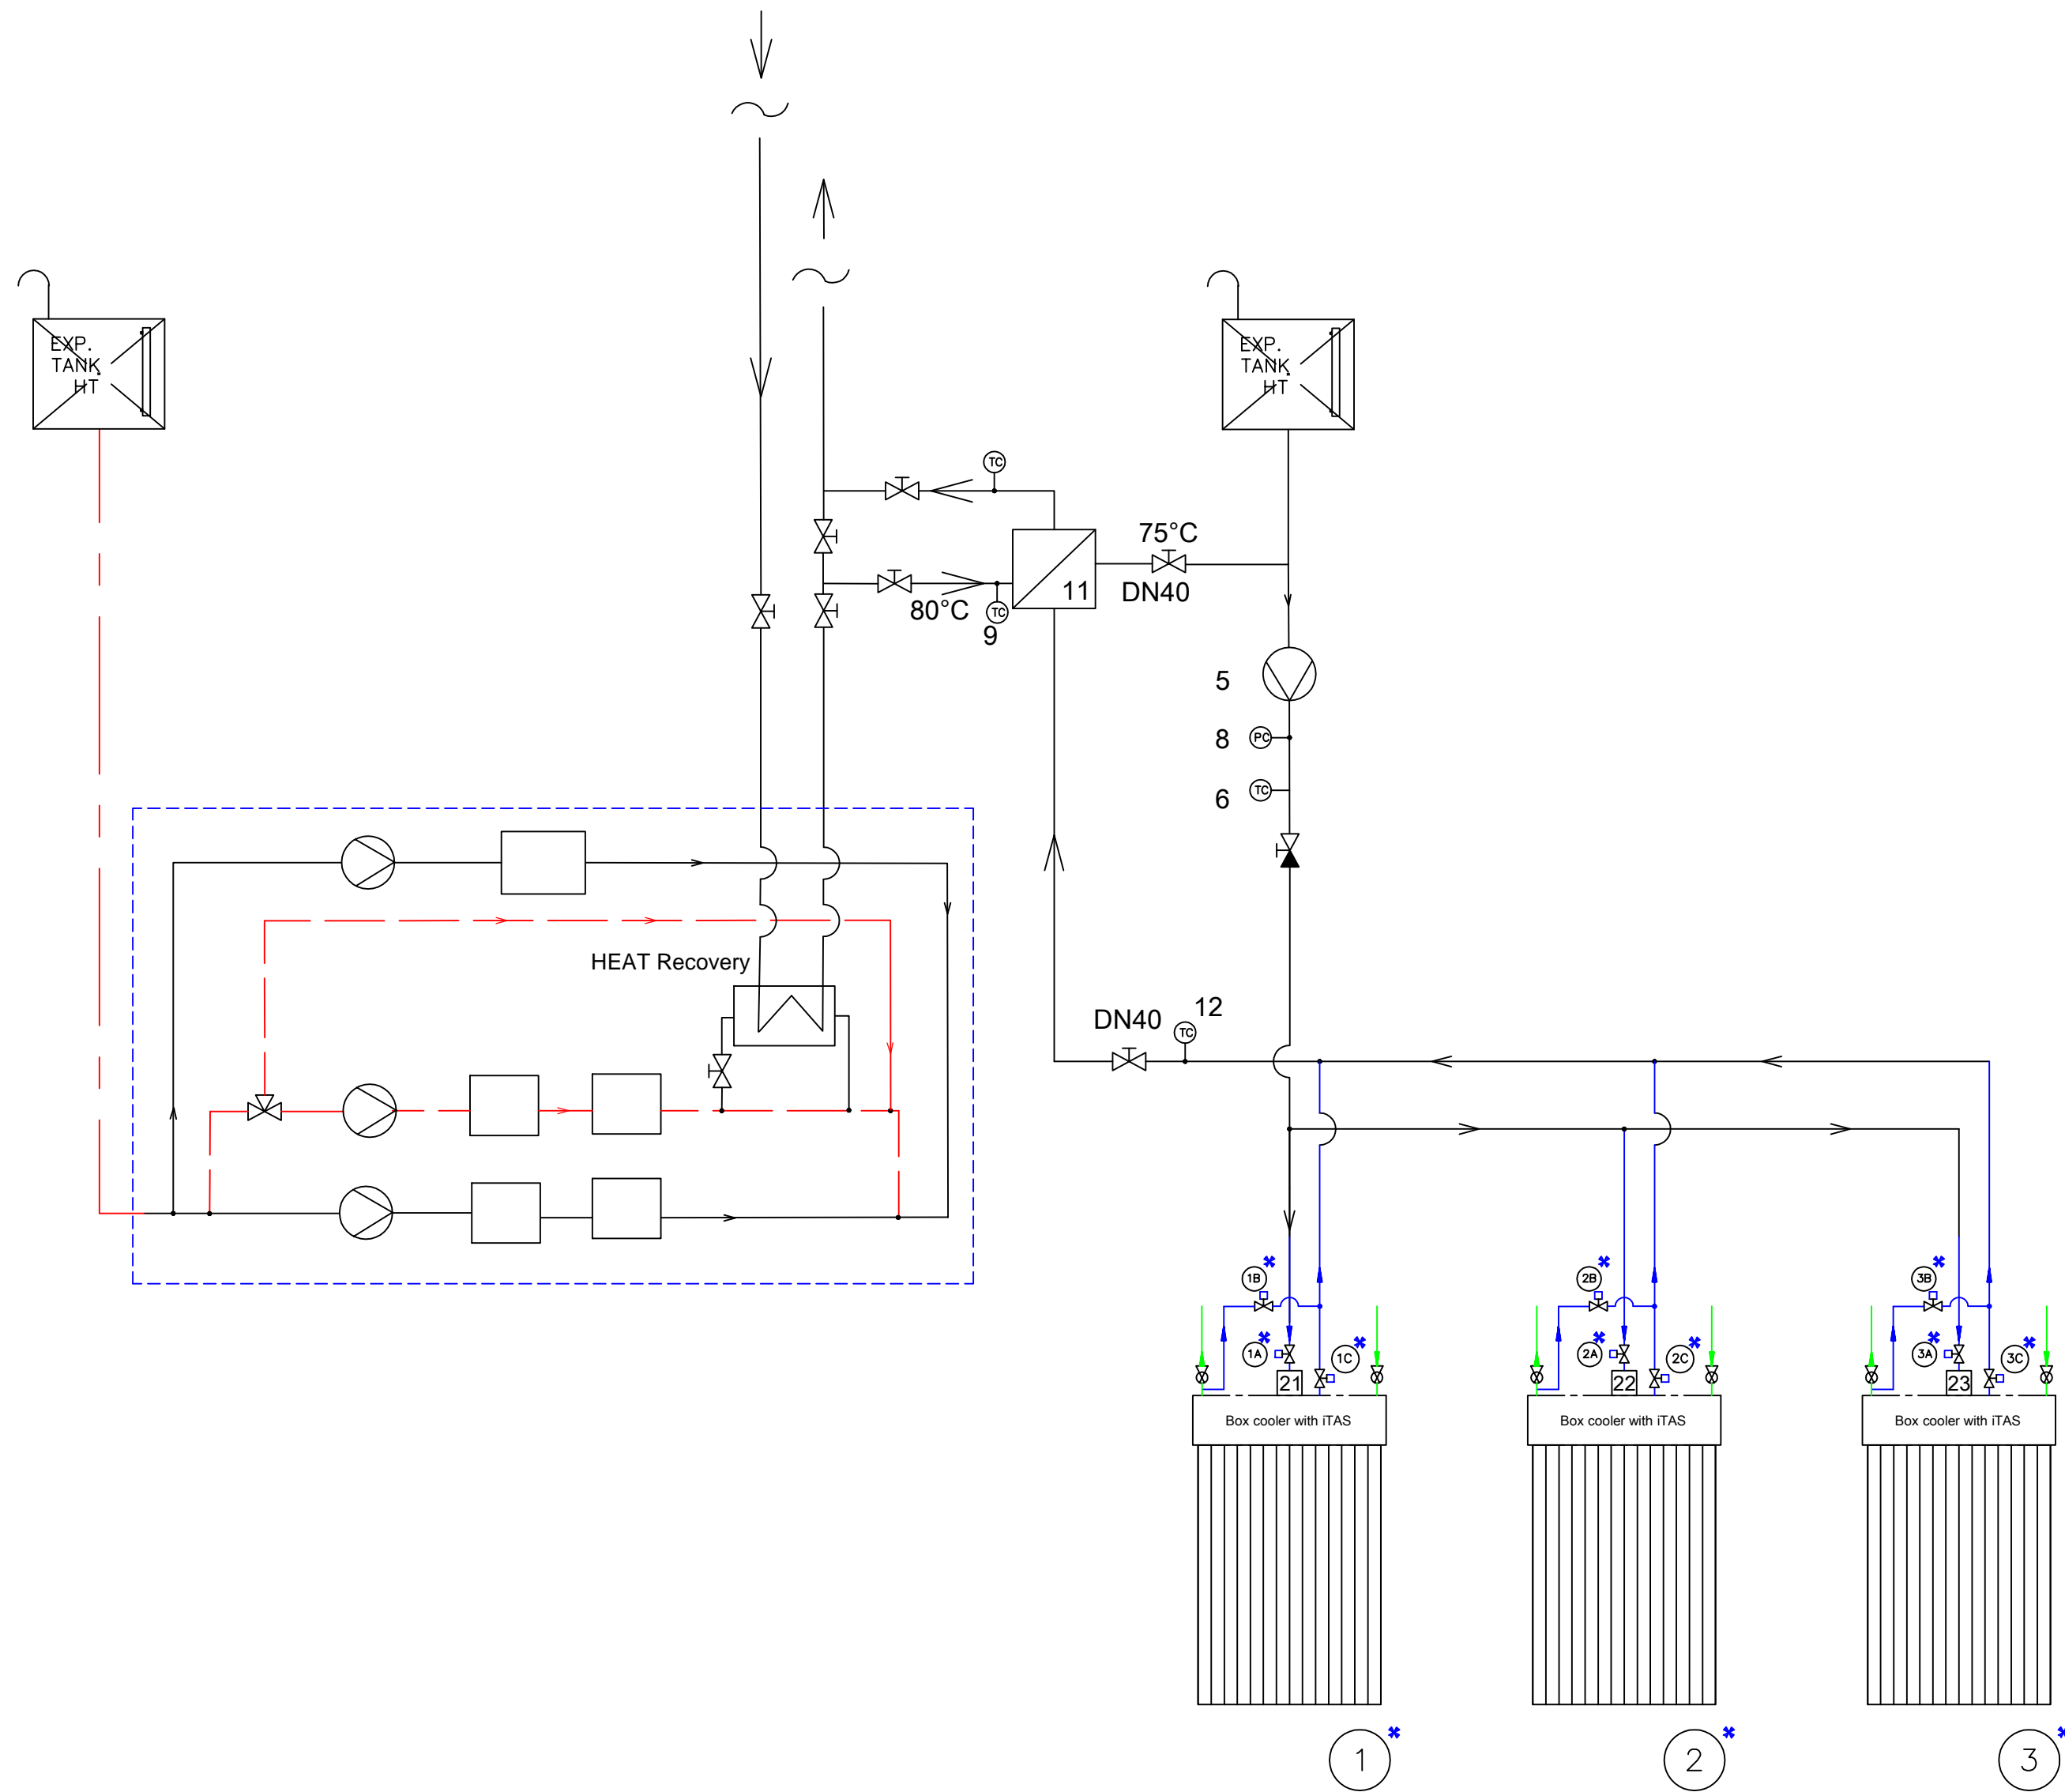 EXP.
TANK
HT
EXP.
TANK
HT
TC
75°C
11
DN40
80°C
TC
9
5
8
PC
6
TC
HEAT Recovery
DN40
12
TC
1B
2B
3B
1A
1C
2A
2C
3A
3C
21
22
23
Box cooler with iTAS
Box cooler with iTAS
Box cooler with iTAS
1
2
3